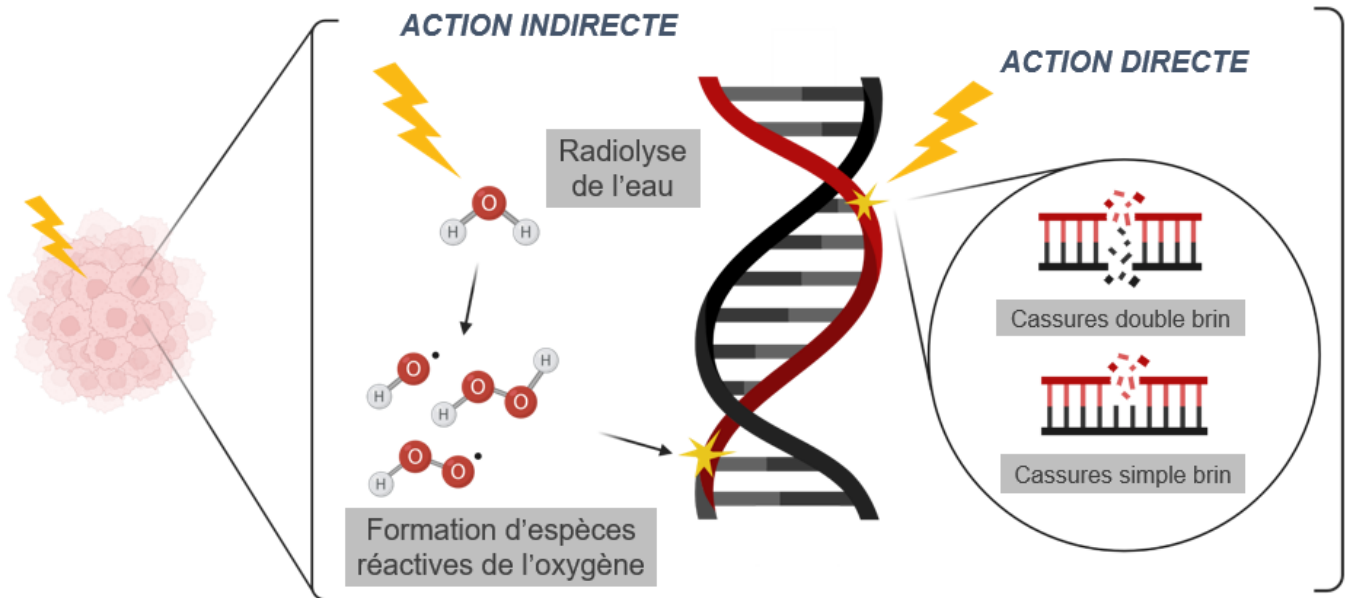 ACTION INDIRECTE
ACTION DIRECTE
Radiolyse
de l’eau
O
H
H
O
H
H
O
O
H
O
O
H
Formation d’espèces
réactives de l’oxygène
Cassures double brin
Cassures simple brin